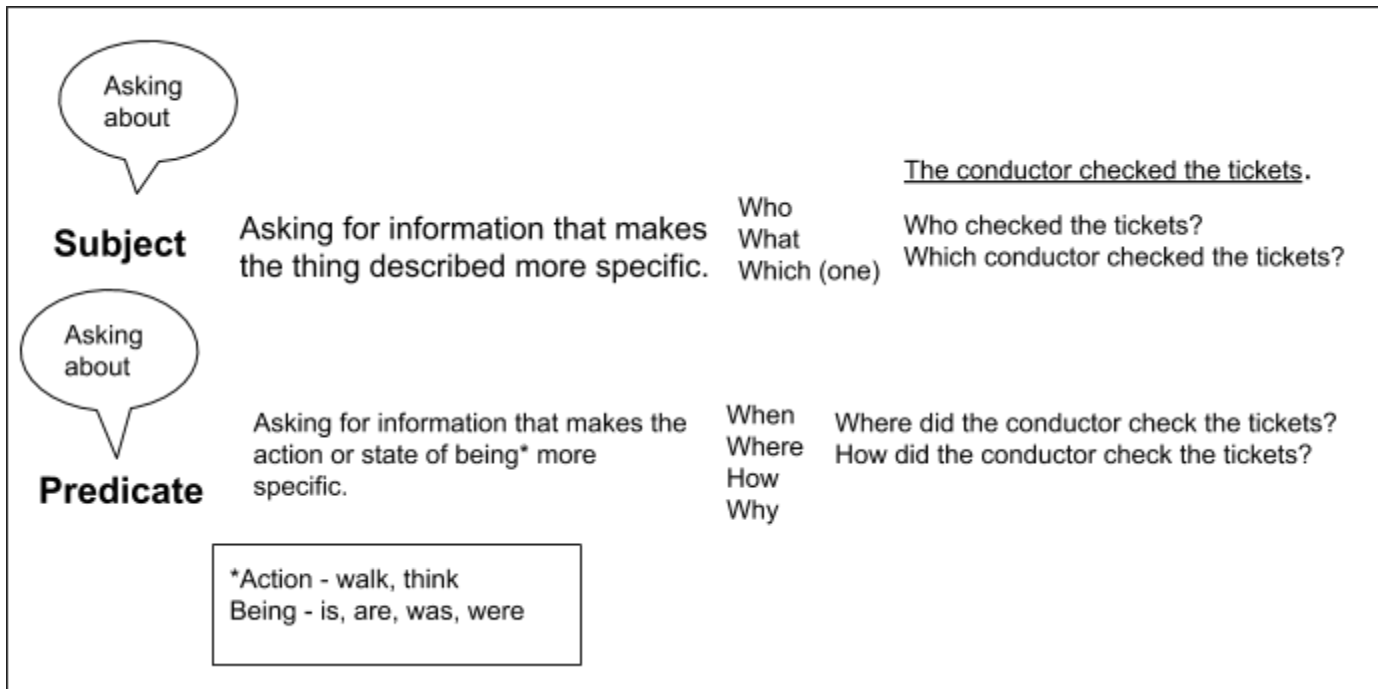 Asking
about
The conductor checked the tickets.
Subject
Asking for information that makes
the thing described more specific.
Who
What
Which (one)
Who checked the tickets?
Which conductor checked the tickets?
Asking
about
Predicate
Asking for information that makes the
action or state of being* more
specific.
When
Where
How
Why
Where did the conductor check the tickets?
How did the conductor check the tickets?
*Action - walk, think
Being - is, are, was, were